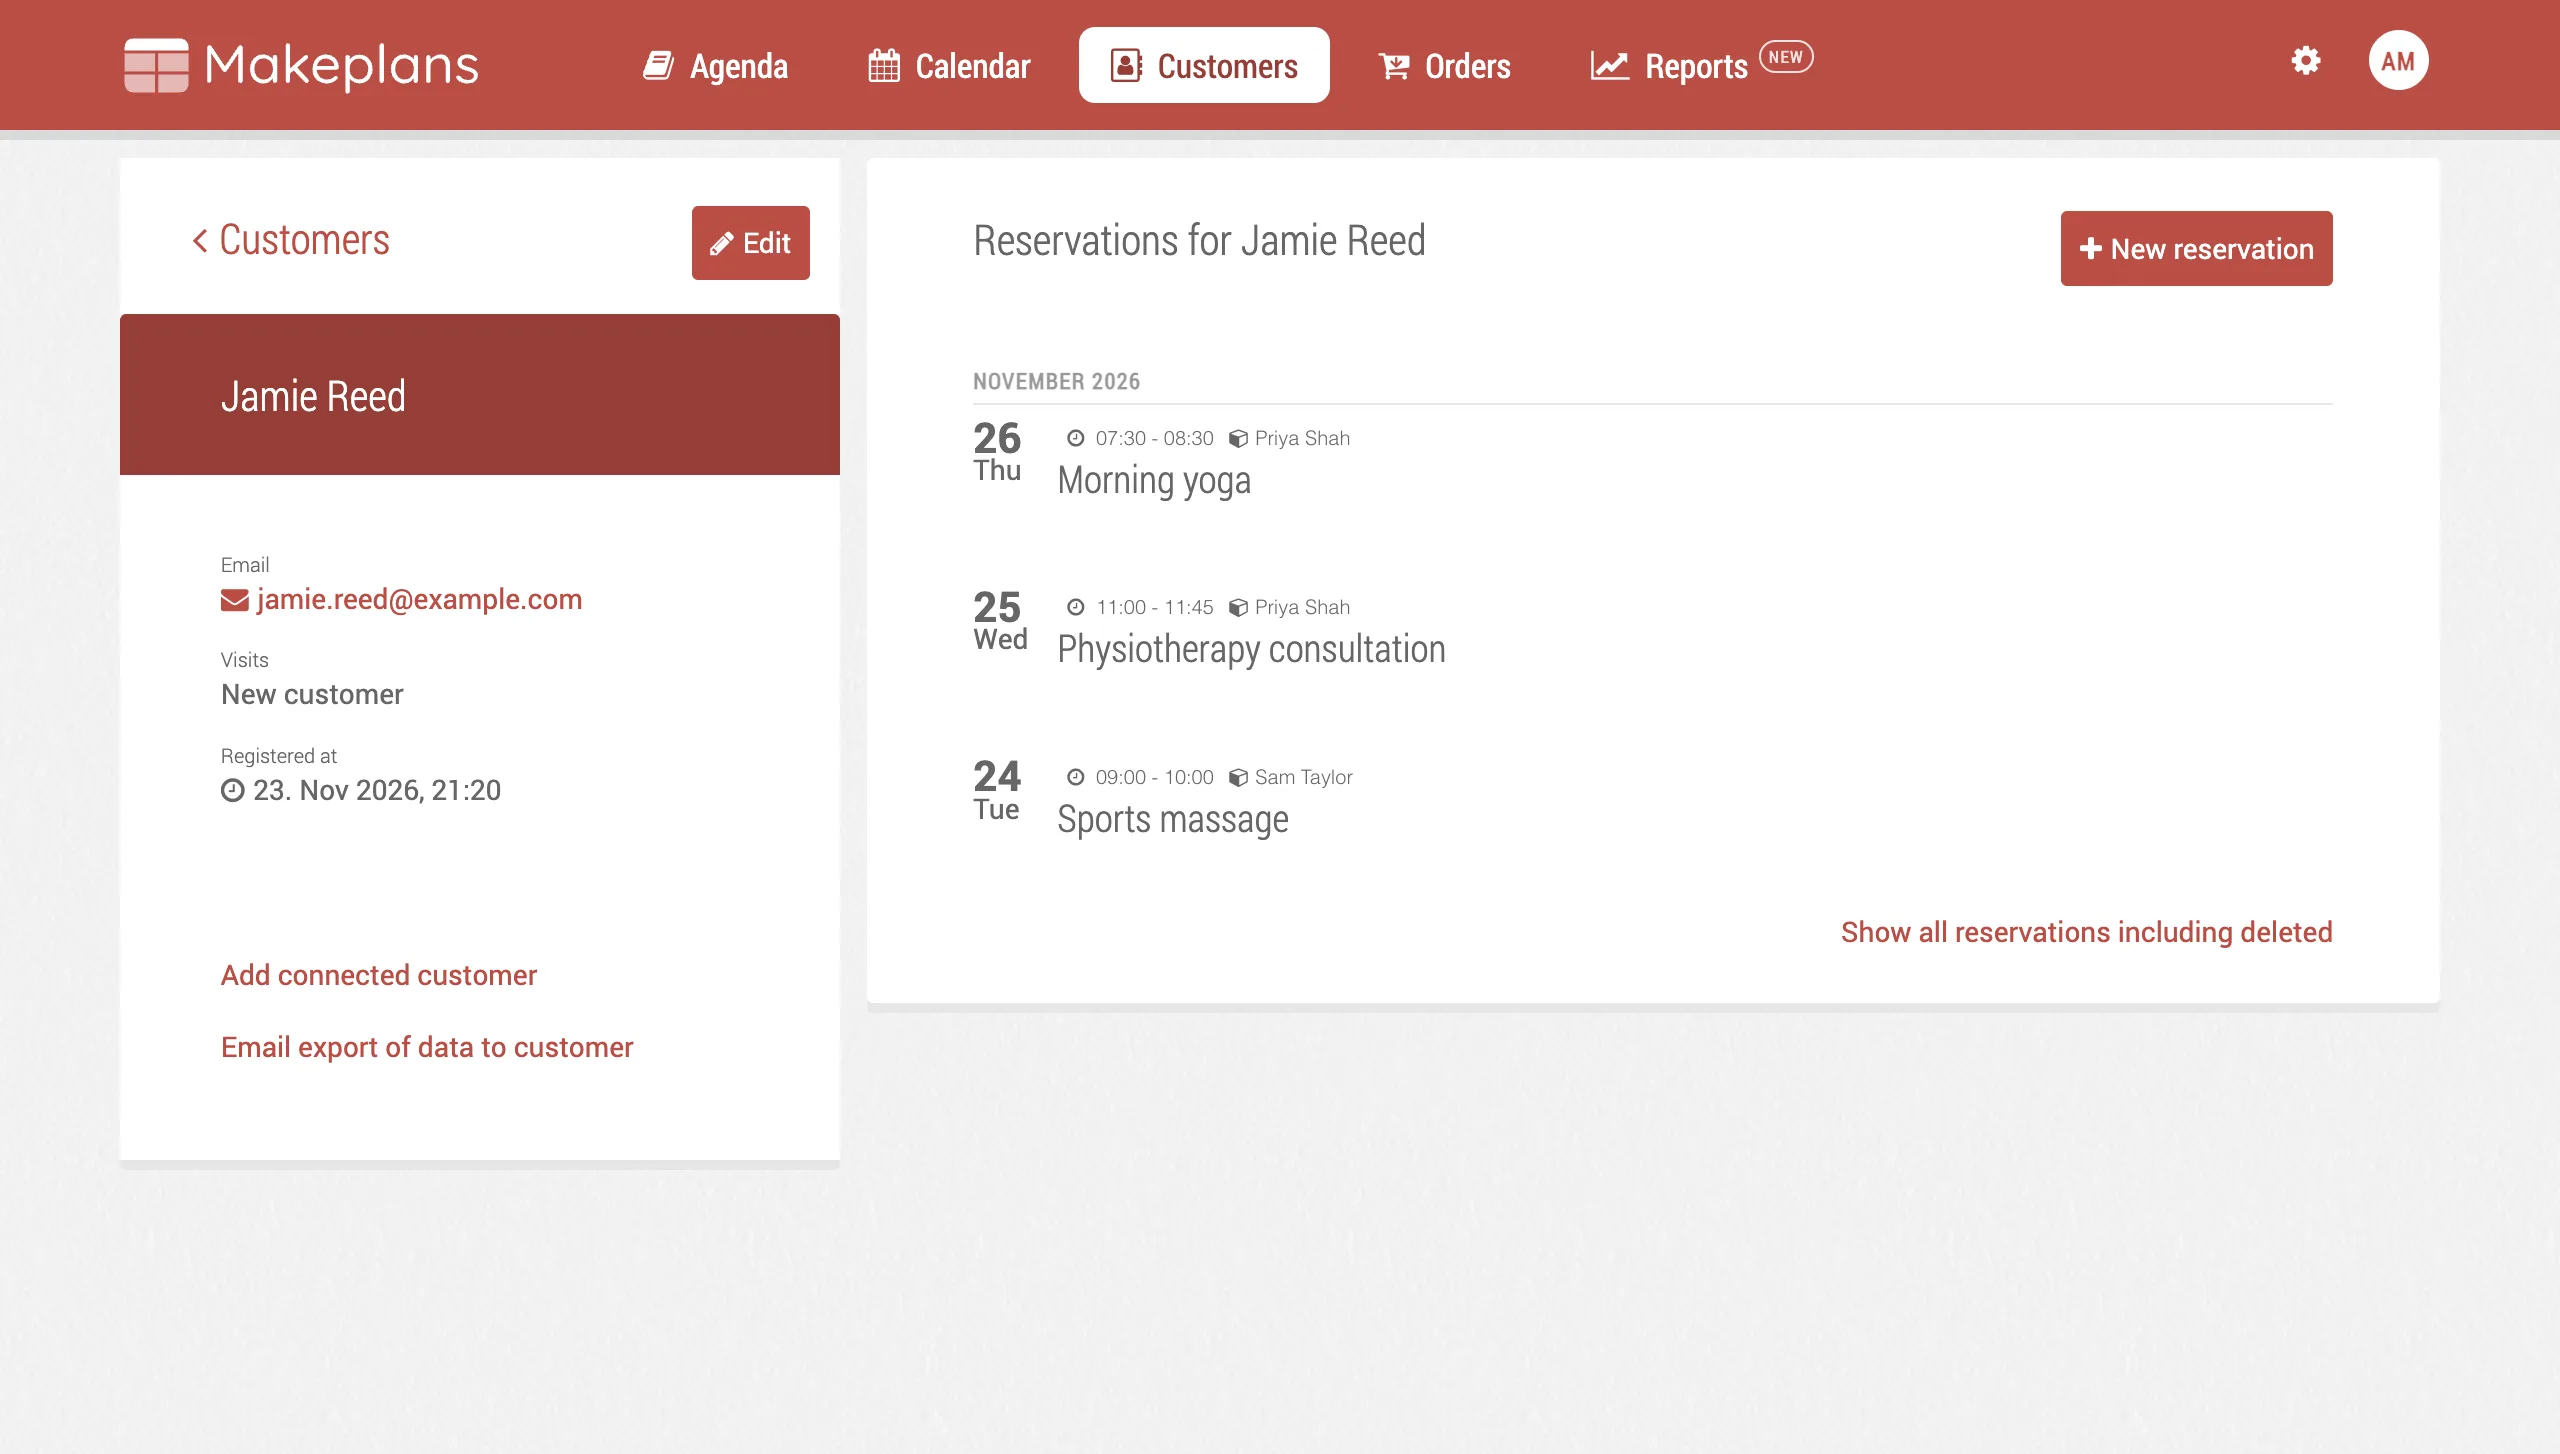 Makeplans
Agenda
Calendar
Customers
Orders
Reports NEW
AM
Customers
Edit
Jamie Reed
Email
jamie.reed@example.com
Visits
New customer
Registered at
23. Nov 2026, 21:20
Add connected customer
Email export of data to customer
Reservations for Jamie Reed
New reservation
NOVEMBER 2026
26 Thu
07:30 - 08:30 Priya Shah
Morning yoga
25 Wed
11:00 - 11:45 Priya Shah
Physiotherapy consultation
24 Tue
09:00 - 10:00 Sam Taylor
Sports massage
Show all reservations including deleted